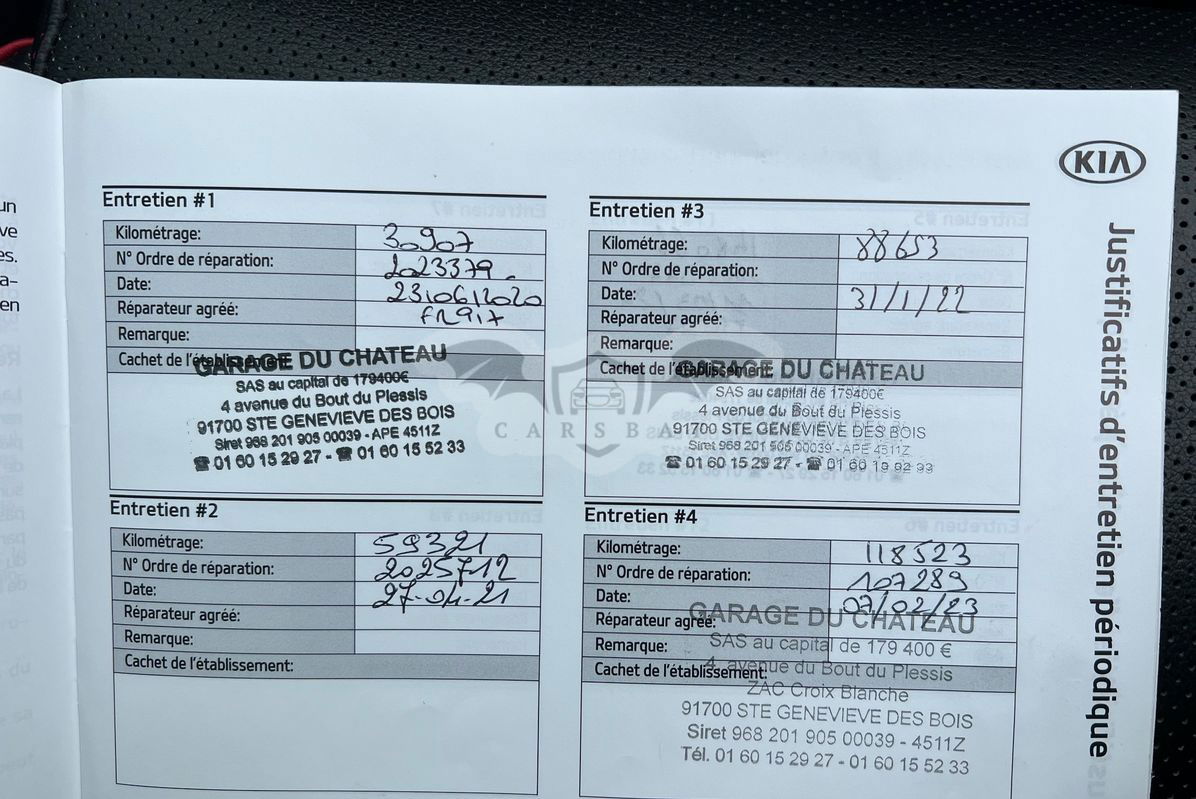 un
ve
es.
a-
en
KIA
Justificatifs d'entretien périodique
Entretien #1
Kilométrage: 30907
N° Ordre de réparation: 2023379.
Date: 23/06/2020
Réparateur agréé: FR917
Remarque:
Cachet de l'établissement:
GARAGE DU CHATEAU
SAS au capital de 179400€
4 avenue du Bout du Plessis
91700 STE GENEVIEVE DES BOIS
Siret 968 201 905 00039 - APE 4511Z
☎ 01 60 15 29 27 - ☎ 01 60 15 52 33
Entretien #2
Kilométrage: 59321
N° Ordre de réparation: 2025712
Date: 27-04-21
Réparateur agréé:
Remarque:
Cachet de l'établissement:
Entretien #3
Kilométrage: 88653
N° Ordre de réparation:
Date: 31/1/22
Réparateur agréé:
Remarque:
Cachet de l'établissement:
GARAGE DU CHATEAU
SAS au capital de 179400€
4 avenue du Bout du Plessis
91700 STE GENEVIEVE DES BOIS
Siret 968 201 905 00039 - APE 4511Z
☎ 01 60 15 29 27 - ☎ 01 60
Entretien #4
Kilométrage: 118523
N° Ordre de réparation: 107289
Date: 07/02/23
Réparateur agréé:
Remarque:
Cachet de l'établissement:
GARAGE DU CHATEAU
SAS au capital de 179 400 €
4, avenue du Bout du Plessis
ZAC Croix Blanche
91700 STE GENEVIEVE DES BOIS
Siret 968 201 905 00039 - 4511Z
Tél. 01 60 15 29 27 - 01 60 15 52 33
CARSBA